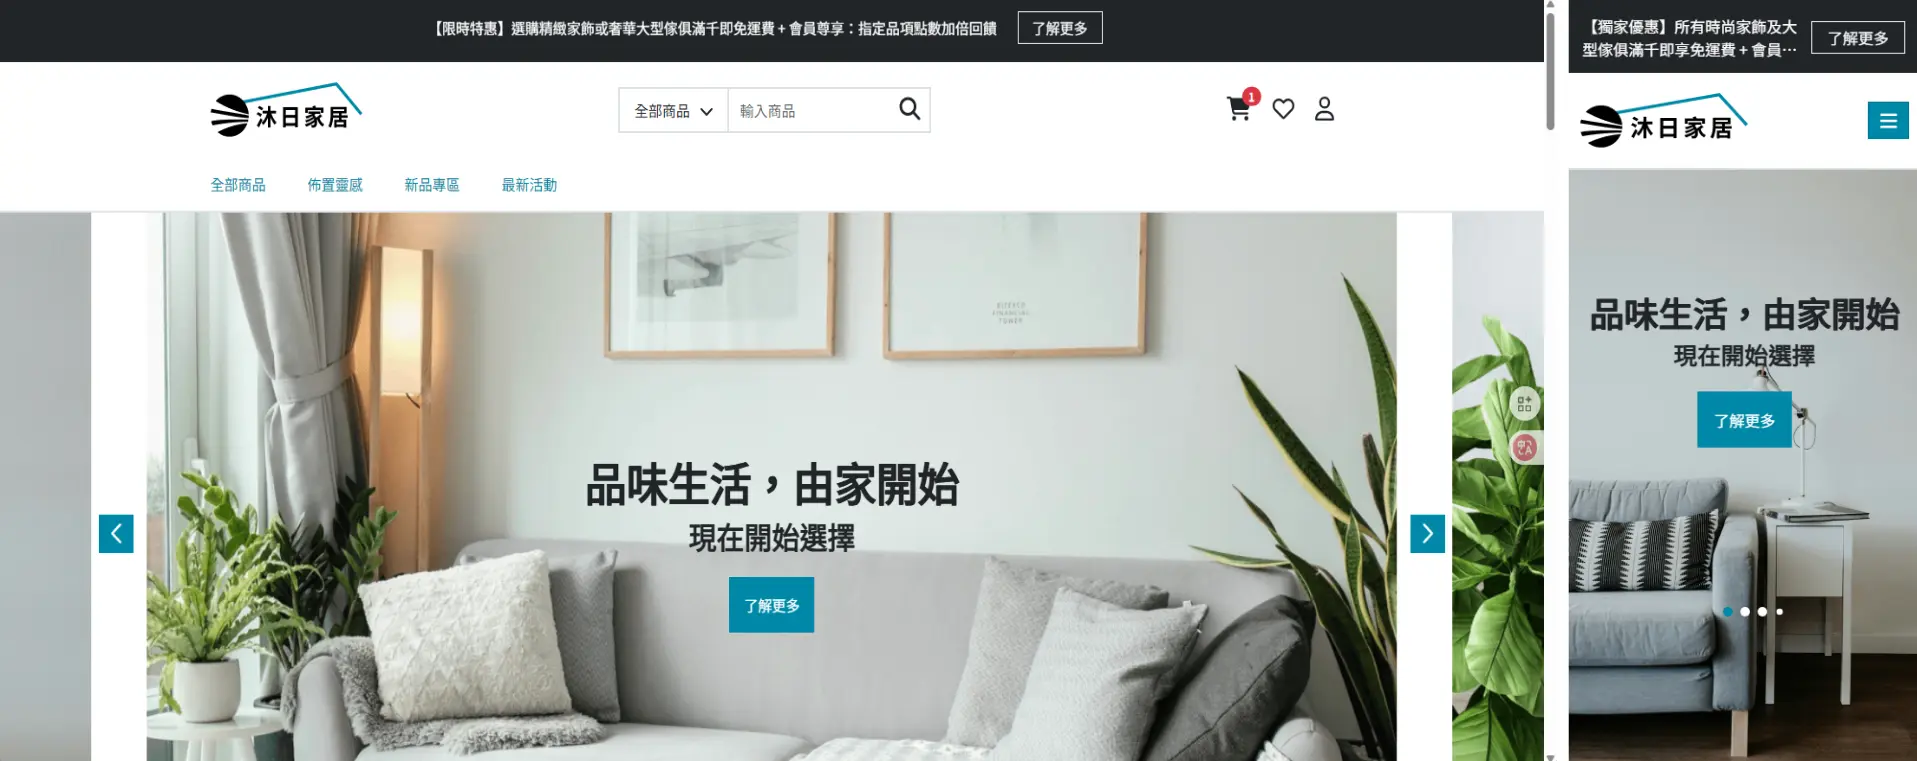 【限時特惠】選購精緻家飾或奢華大型傢俱滿千即免運費 + 會員尊享：指定品項點數加倍回饋
了解更多
沐日家居
全部商品
輸入商品
1
全部商品
佈置靈感
新品專區
最新活動
品味生活，由家開始
現在開始選擇
了解更多
【獨家優惠】所有時尚家飾及大
型傢俱滿千即享免運費 + 會員…
了解更多
沐日家居
品味生活，由家開始
現在開始選擇
了解更多